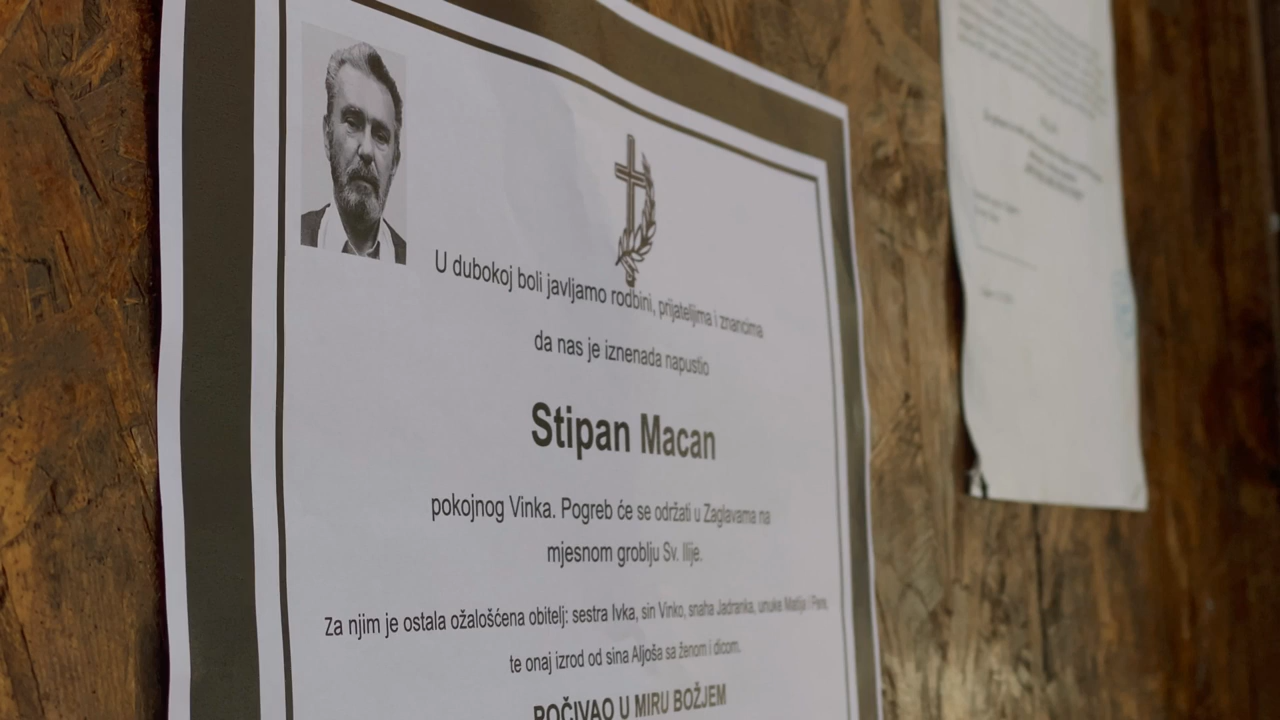 U dubokoj boli javljamo rodbini, prijateljima i znancima
da nas je iznenada napustio
Stipan Macan
pokojnog Vinka. Pogreb će se održati u Zaglavama na
mjesnom groblju Sv. Ilije.
Za njim je ostala ožalošćena obitelj: sestra Ivka, sin Vinko, snaha Jadranka, unuke Matija i Pere,
te onaj izrod od sina Aljoša sa ženom i dicom.
POČIVAO U MIRU BOŽJEM